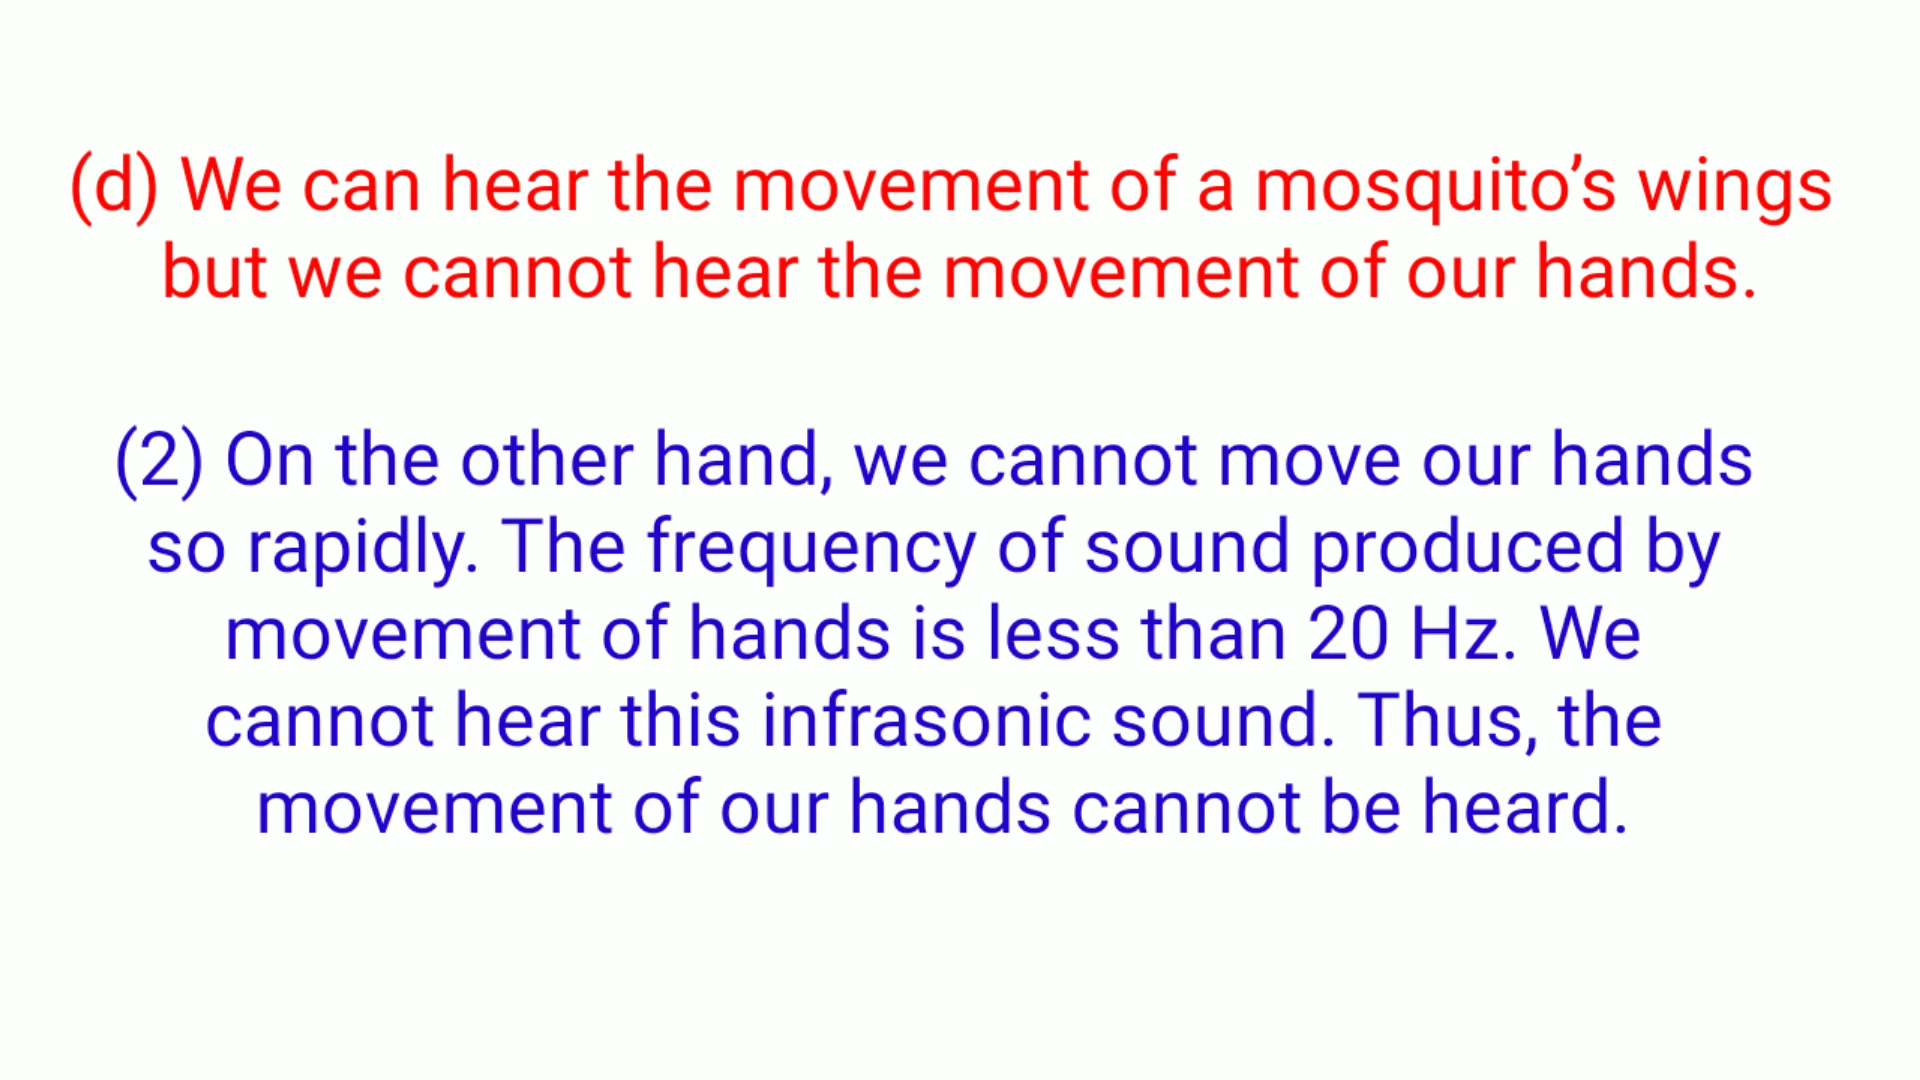 (d) We can hear the movement of a mosquito’s wings
but we cannot hear the movement of our hands.
(2) On the other hand, we cannot move our hands
so rapidly. The frequency of sound produced by
movement of hands is less than 20 Hz. We
cannot hear this infrasonic sound. Thus, the
movement of our hands cannot be heard.